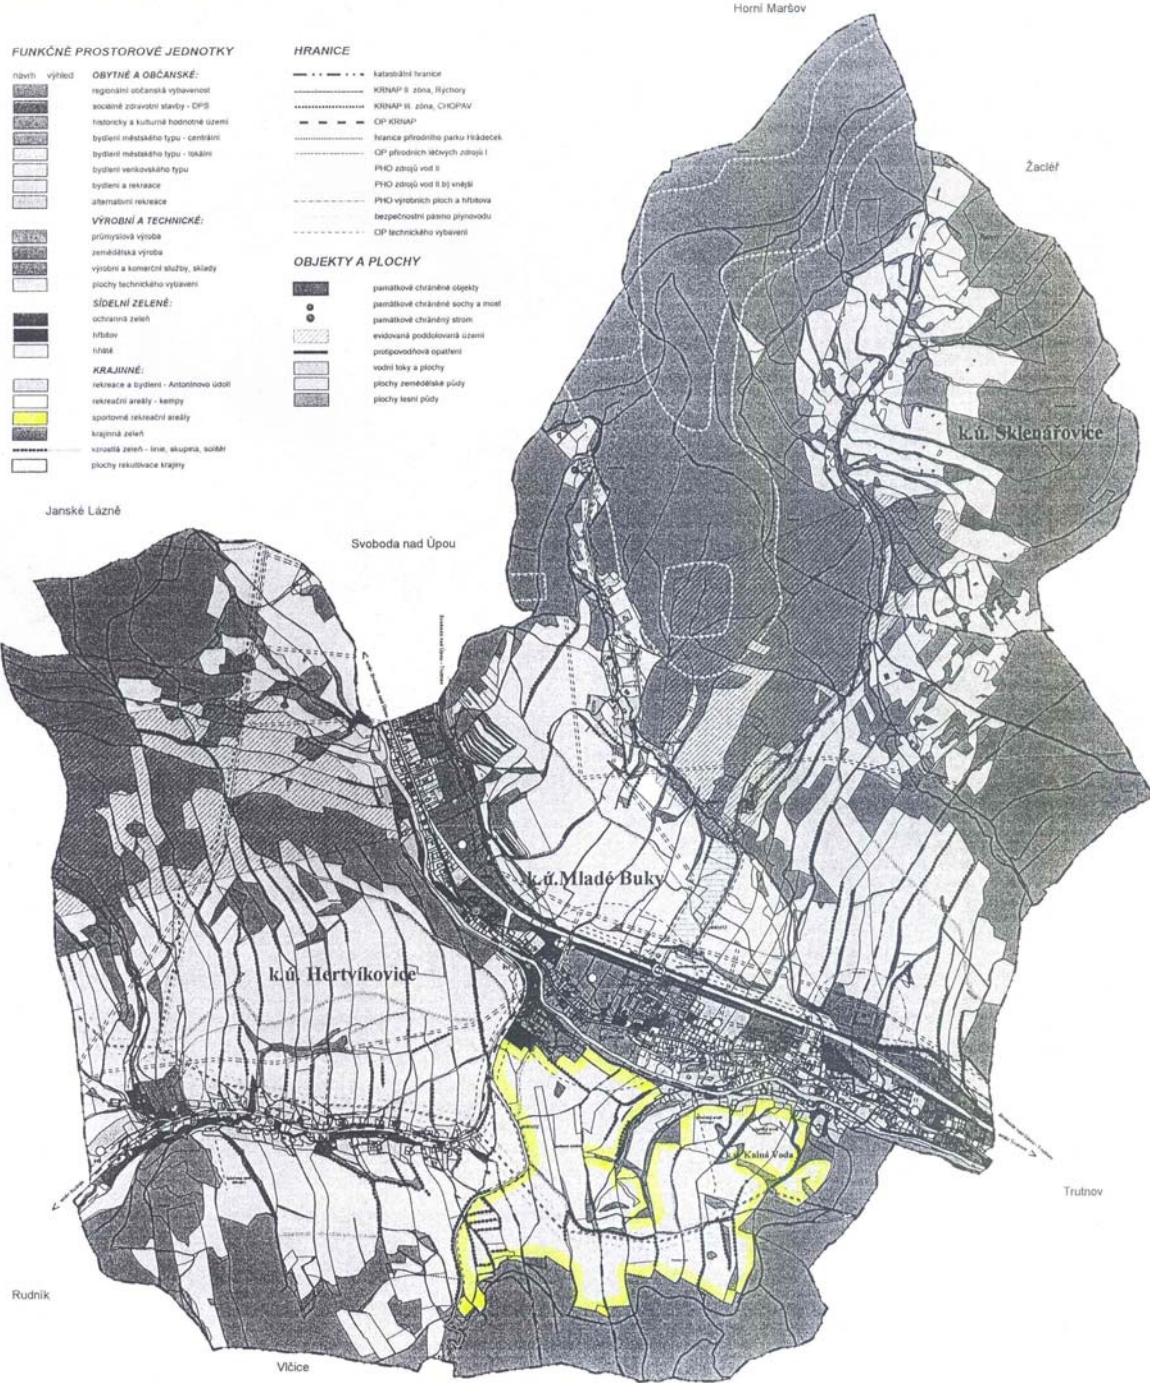 Horní Maršov
FUNKČNĚ PROSTOROVÉ JEDNOTKY
návrh výhled OBYTNÉ A OBČANSKÉ:
regionální občanská vybavenost
sociálně zdravotní stavby - DPS
historicky a kulturně hodnotné území
bydlení městského typu - centrální
bydlení městského typu - lokální
bydlení venkovského typu
bydlení a rekreace
alternativní rekreace
VÝROBNÍ A TECHNICKÉ:
průmyslová výroba
zemědělská výroba
výrobní a komerční služby, sklady
plochy technického vybavení
SÍDELNÍ ZELENĚ:
ochranná zeleň
hřbitov
hřiště
KRAJINNÉ:
rekreace a bydlení - Antonínovo údolí
rekreační areály - kempy
sportovně rekreační areály
krajinná zeleň
vzrostlá zeleň - linie, skupina, solitér
plochy rekultivace krajiny
HRANICE
katastrální hranice
KRNAP II. zóna, Rýchory
KRNAP III. zóna, CHOPAV
OP KRNAP
hranice přírodního parku Hrádeček
OP přírodních léčivých zdrojů I
PHO zdrojů vod II
PHO zdrojů vod II.b) vnější
PHO výrobních ploch a hřbitova
bezpečnostní pásmo plynovodu
OP technického vybavení
OBJEKTY A PLOCHY
památkově chráněné objekty
památkově chráněné sochy a most
památkově chráněný strom
evidovaná poddolovaná území
protipovodňová opatření
vodní toky a plochy
plochy zemědělské půdy
plochy lesní půdy
Žacléř
k.ú. Sklenářovice
Janské Lázně
Svoboda nad Úpou
k.ú.Mladé Buky
k.ú. Hertvíkovice
k.ú. Kalná Voda
Trutnov
Rudník
Vlčice